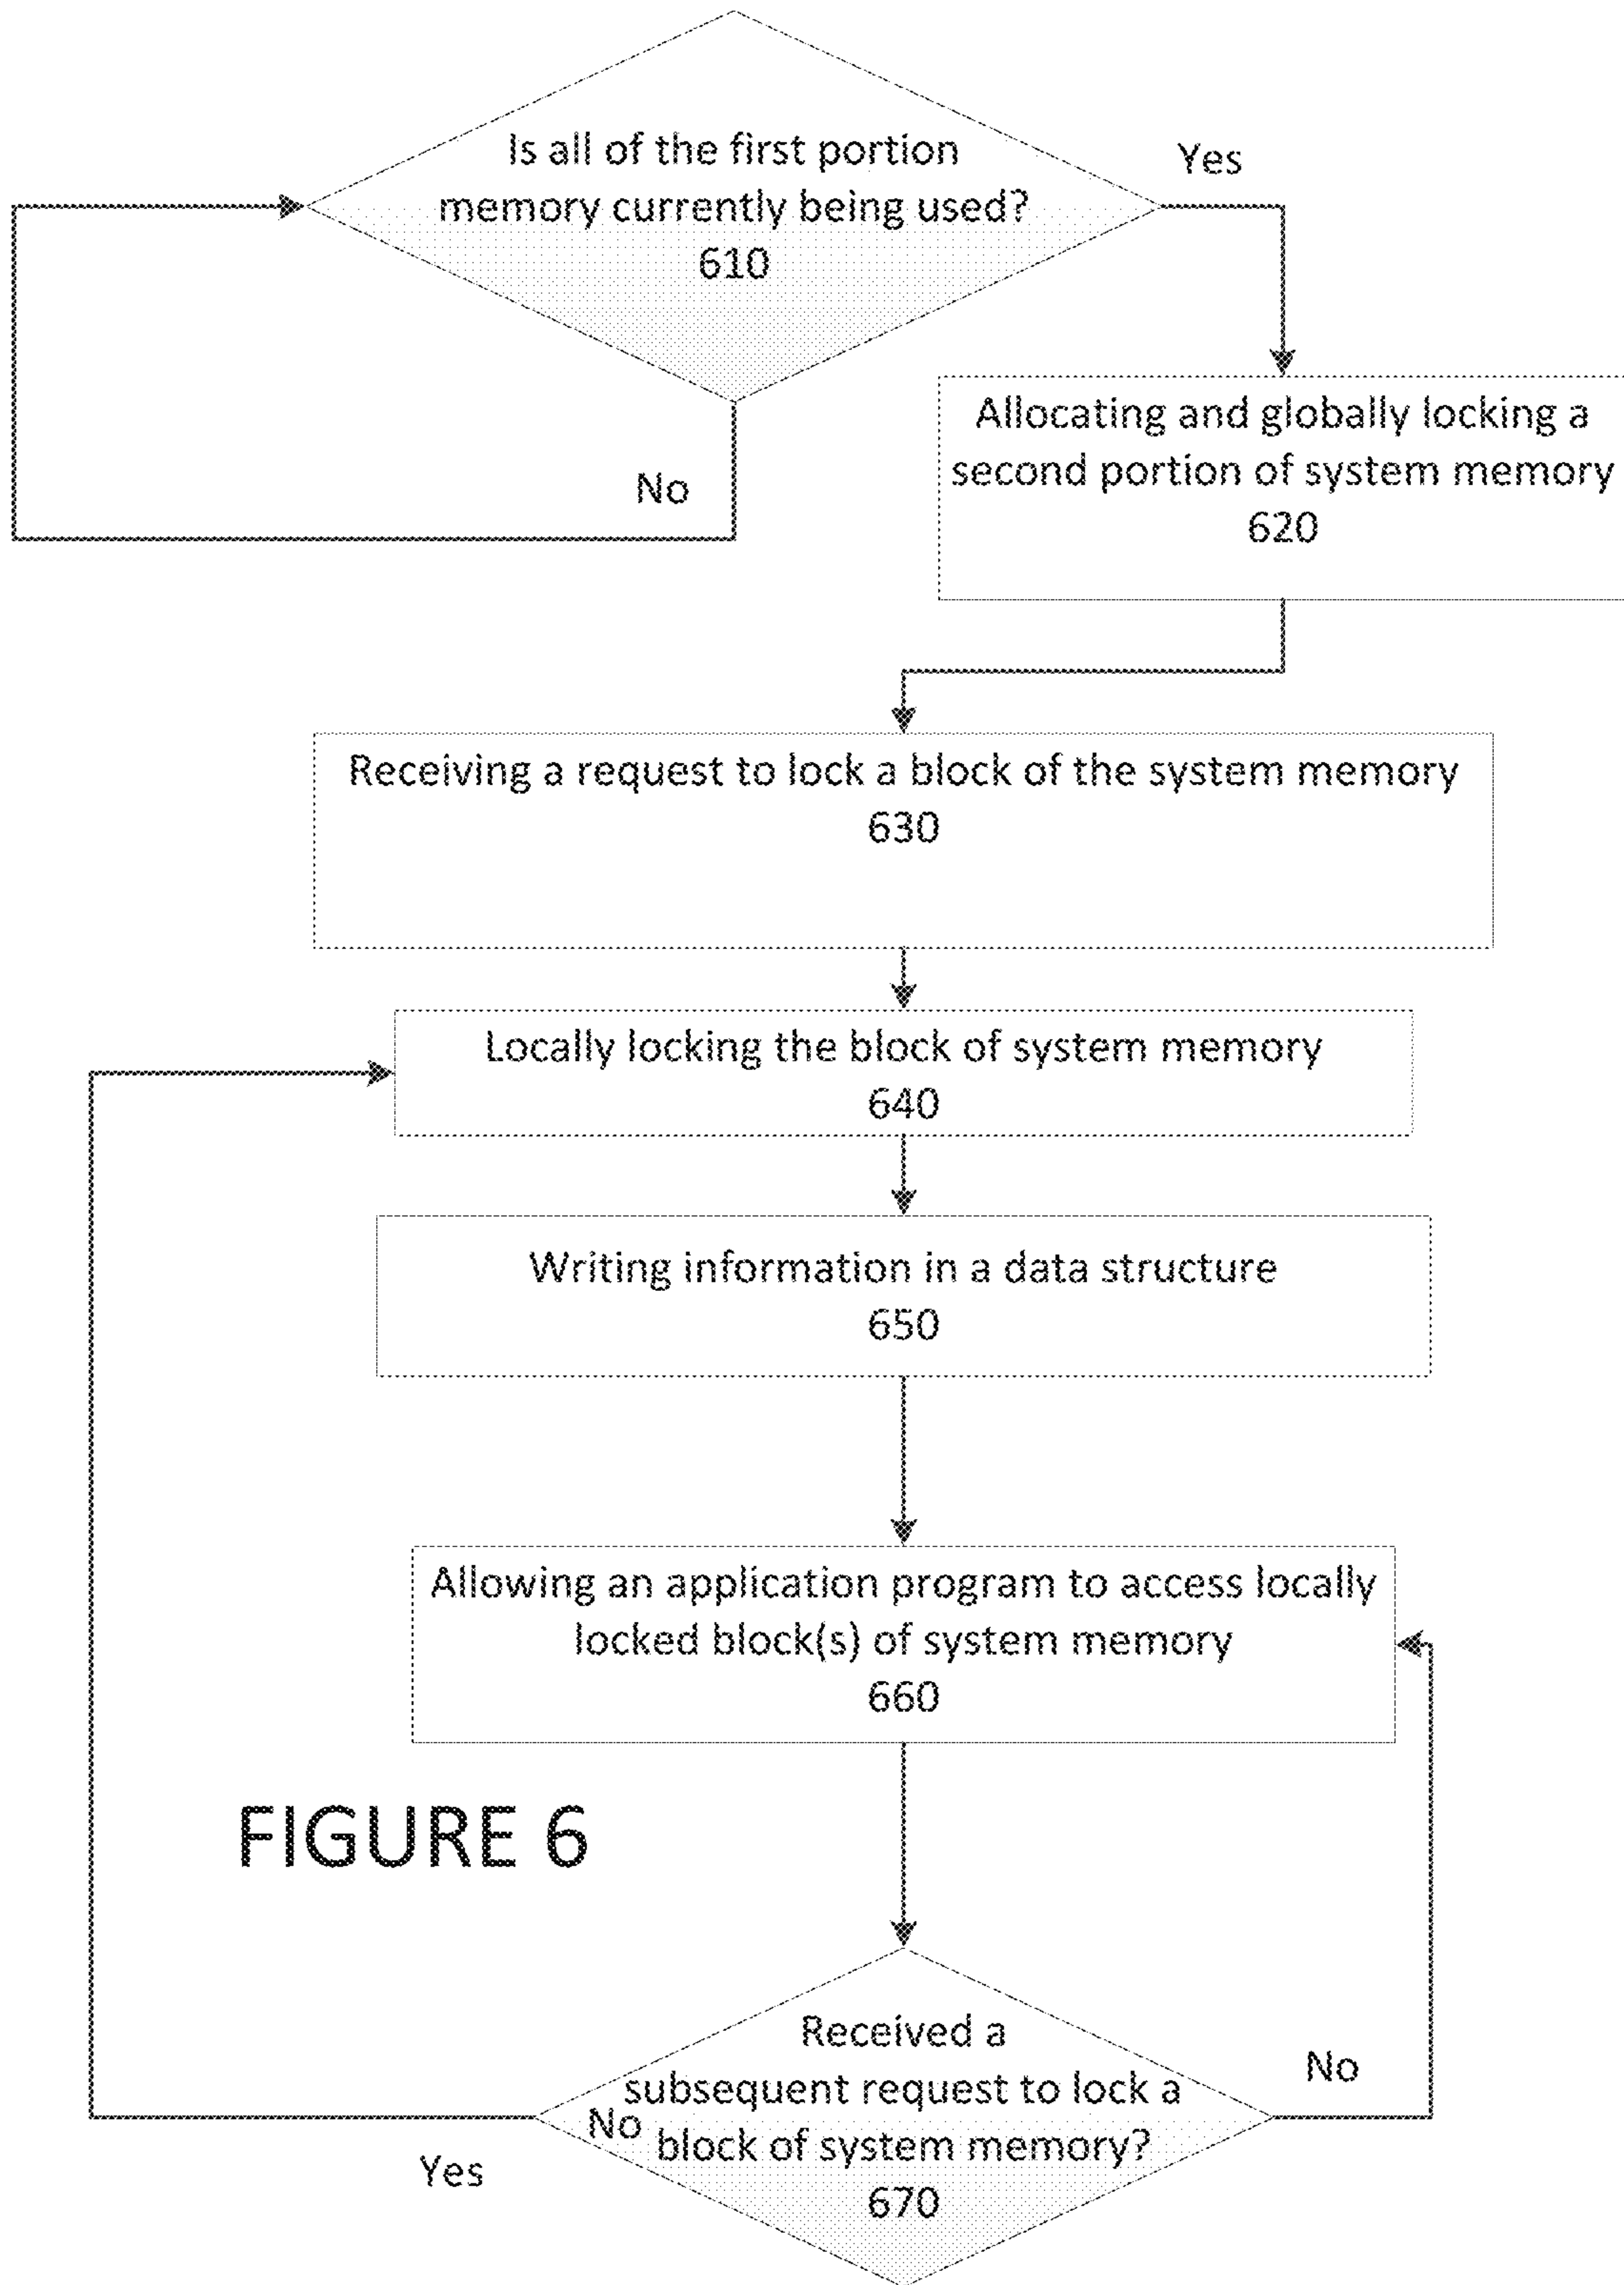 Is all of the first portion
memory currently being used?
610
Yes
No
Allocating and globally locking a
second portion of system memory
620
Receiving a request to lock a block of the system memory
630
Locally locking the block of system memory
640
Writing information in a data structure
650
Allowing an application program to access locally
locked block(s) of system memory
660
FIGURE 6
Received a
subsequent request to lock a
No
block of system memory?
670
Yes
No